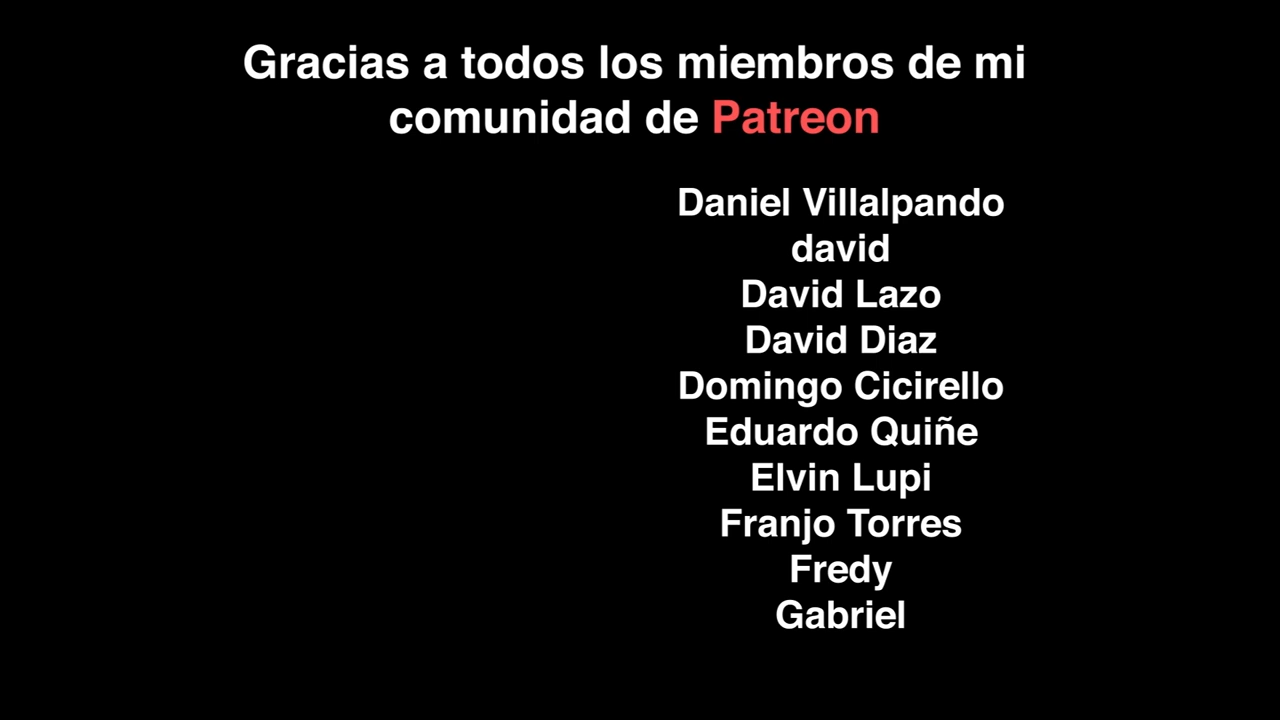 Gracias a todos los miembros de mi
comunidad de Patreon
Daniel Villalpando
david
David Lazo
David Diaz
Domingo Cicirello
Eduardo Quiñe
Elvin Lupi
Franjo Torres
Fredy
Gabriel